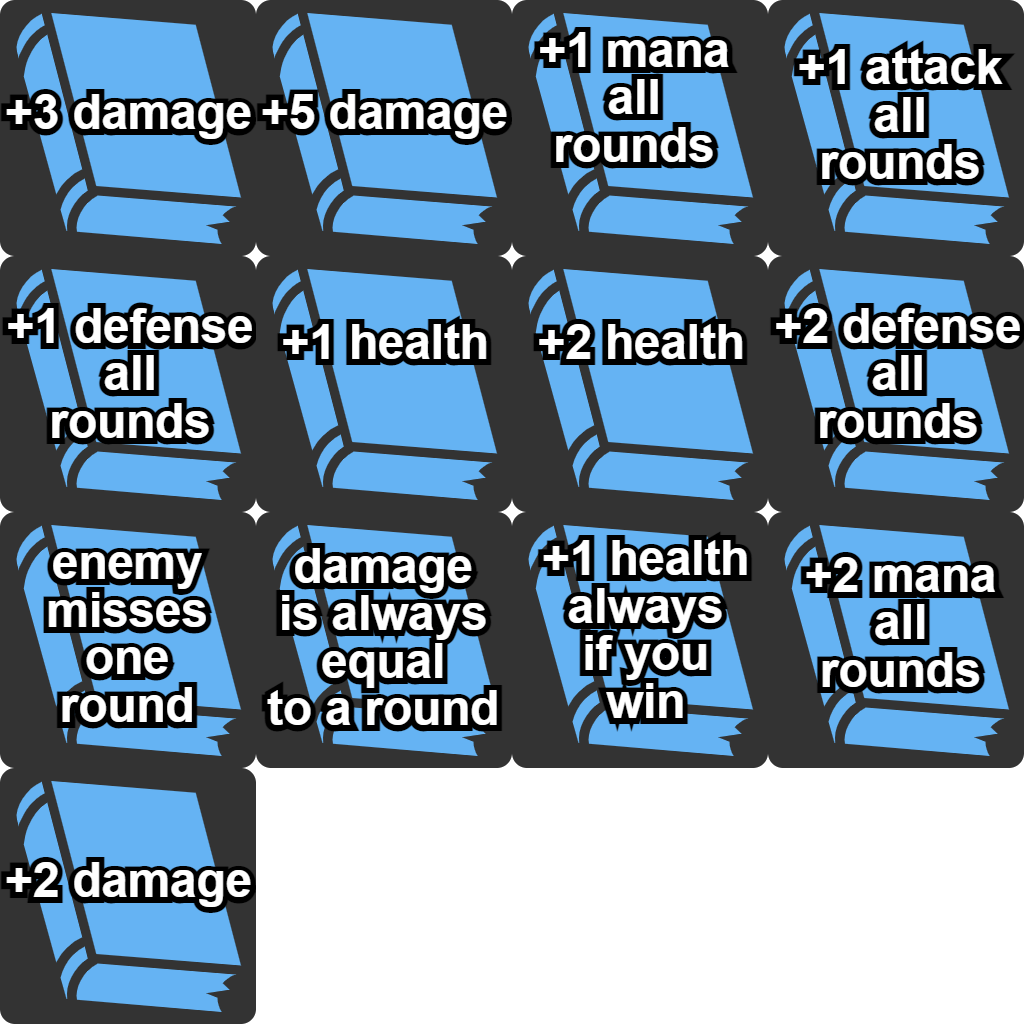 +3 damage
+5 damage
+1 mana
all
rounds
+1 attack
all
rounds
+1 defense
all
rounds
+1 health
+2 health
+2 defense
all
rounds
enemy
misses
one
round
damage
is always
equal
to a round
+1 health
always
if you
win
+2 mana
all
rounds
+2 damage